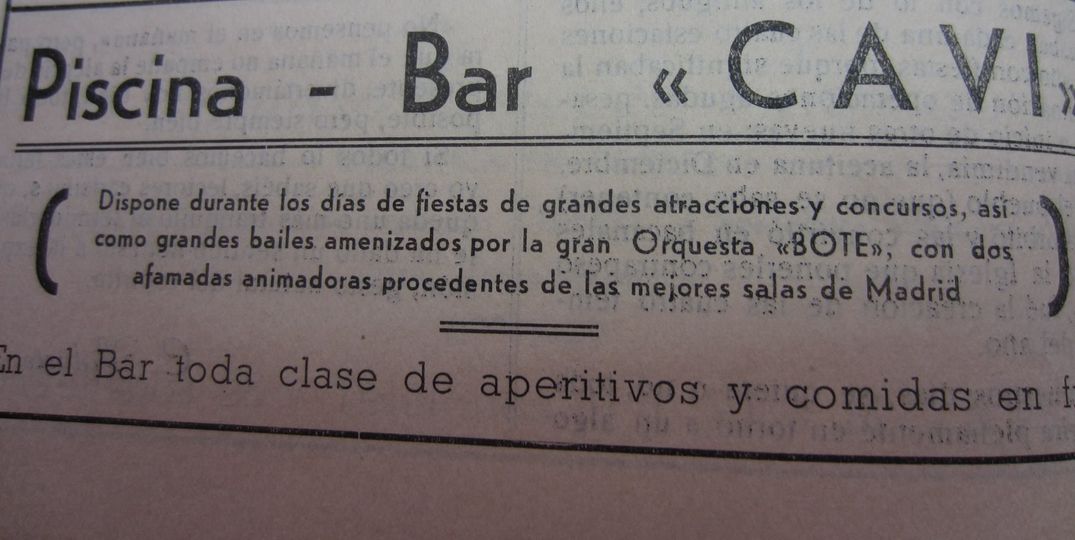 Piscina - Bar «CAVI»
Dispone durante los días de fiestas de grandes atracciones y concursos, así
como grandes bailes amenizados por la gran Orquesta «BOTE», con dos
afamadas animadoras procedentes de las mejores salas de Madrid
En el Bar toda clase de aperitivos y comidas en